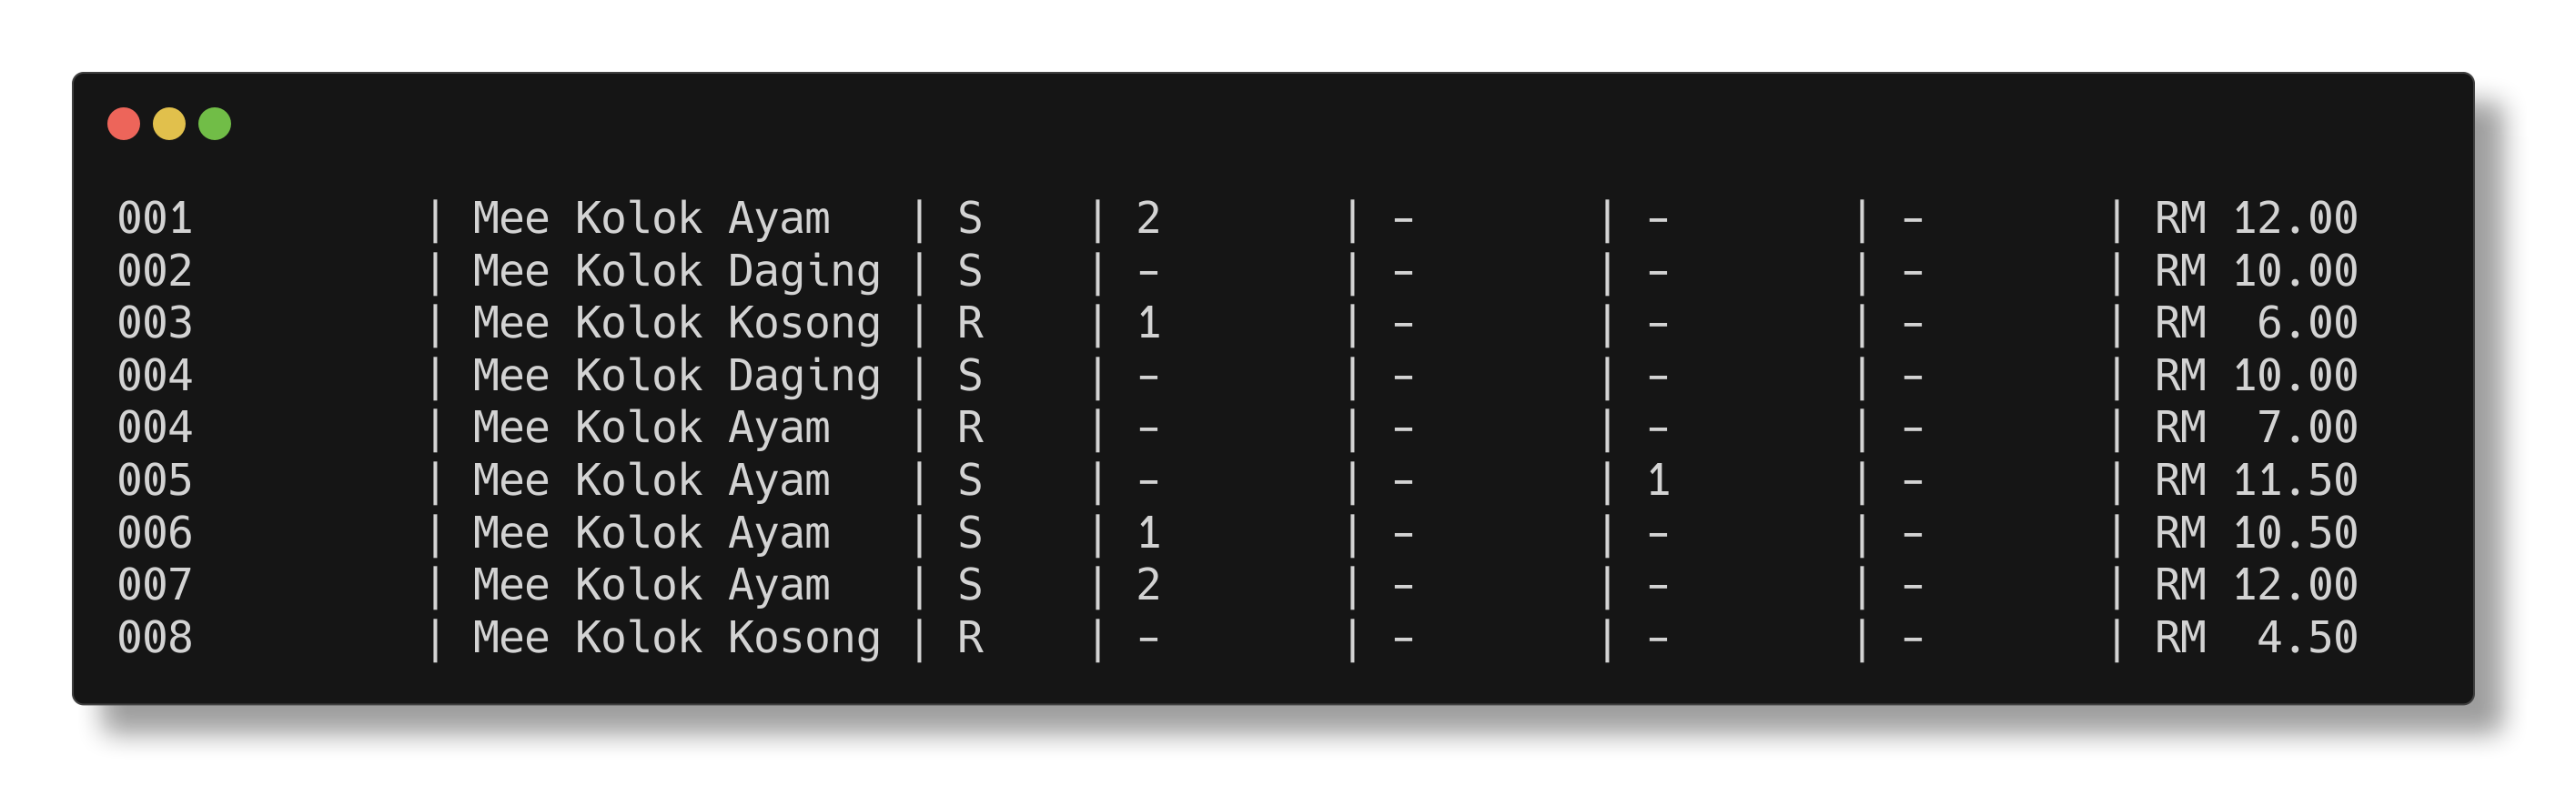 001 | Mee Kolok Ayam | S | 2 | - | - | - | RM 12.00
002 | Mee Kolok Daging | S | - | - | - | - | RM 10.00
003 | Mee Kolok Kosong | R | 1 | - | - | - | RM 6.00
004 | Mee Kolok Daging | S | - | - | - | - | RM 10.00
004 | Mee Kolok Ayam | R | - | - | - | - | RM 7.00
005 | Mee Kolok Ayam | S | - | - | 1 | - | RM 11.50
006 | Mee Kolok Ayam | S | 1 | - | - | - | RM 10.50
007 | Mee Kolok Ayam | S | 2 | - | - | - | RM 12.00
008 | Mee Kolok Kosong | R | - | - | - | - | RM 4.50